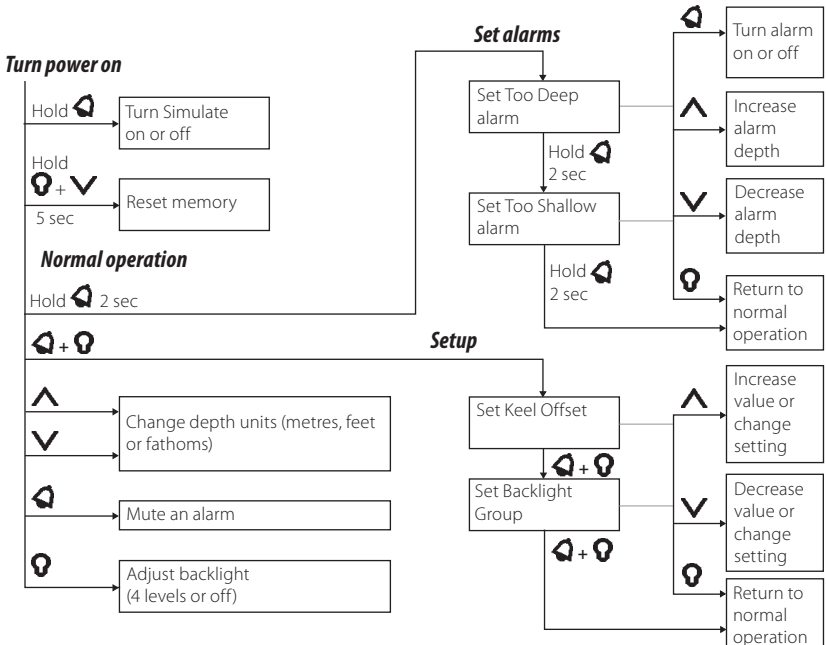 Turn power on
Hold
Turn Simulate
on or off
Hold
+
5 sec
Reset memory
Normal operation
Hold 2 sec
+
Change depth units (metres, feet
or fathoms)
Mute an alarm
Adjust backlight
(4 levels or off)
Set alarms
Set Too Deep
alarm
Hold
2 sec
Set Too Shallow
alarm
Hold
2 sec
Turn alarm
on or off
Increase
alarm
depth
Decrease
alarm
depth
Return to
normal
operation
Setup
Set Keel Offset
+
Set Backlight
Group
+
Increase
value or
change
setting
Decrease
value or
change
setting
Return to
normal
operation